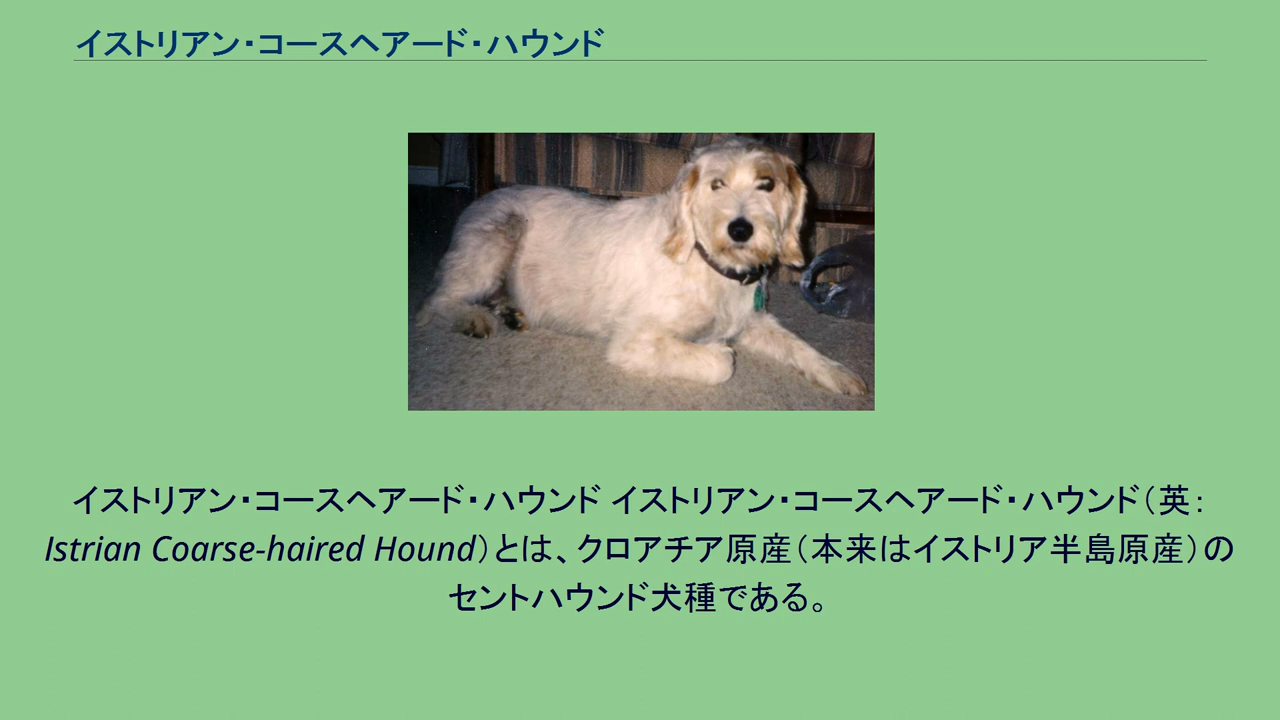 イストリアン・コースヘアード・ハウンド
イストリアン・コースヘアード・ハウンド イストリアン・コースヘアード・ハウンド（英：
Istrian Coarse-haired Hound）とは、クロアチア原産（本来はイストリア半島原産）の
セントハウンド犬種である。